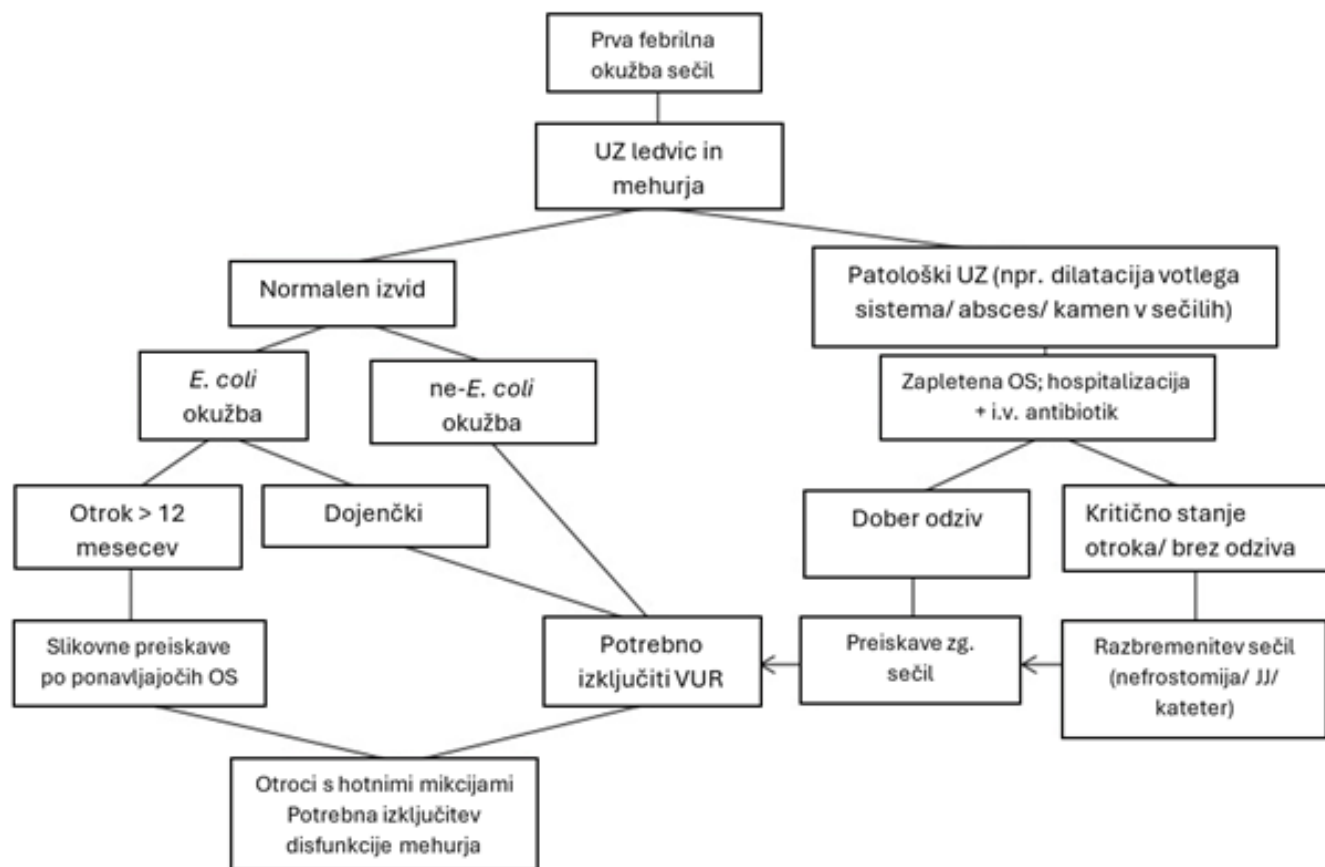 Prva febrilna
okužba sečil
UZ ledvic in
mehurja
Normalen izvid
Patološki UZ (npr. dilatacija votlega
sistema/ absces/ kamen v sečilih)
E. coli
okužba
ne-E. coli
okužba
Zapletena OS; hospitalizacija
+ i.v. antibiotik
Otrok > 12
mesecev
Dojenčki
Dober odziv
Kritično stanje
otroka/ brez odziva
Slikovne preiskave
po ponavljajočih OS
Potrebno
izključiti VUR
Preiskave zg.
sečil
Razbremenitev sečil
(nefrostomija/ JJ/
kateter)
Otroci s hotnimi mikcijami
Potrebna izključitev
disfunkcije mehurja